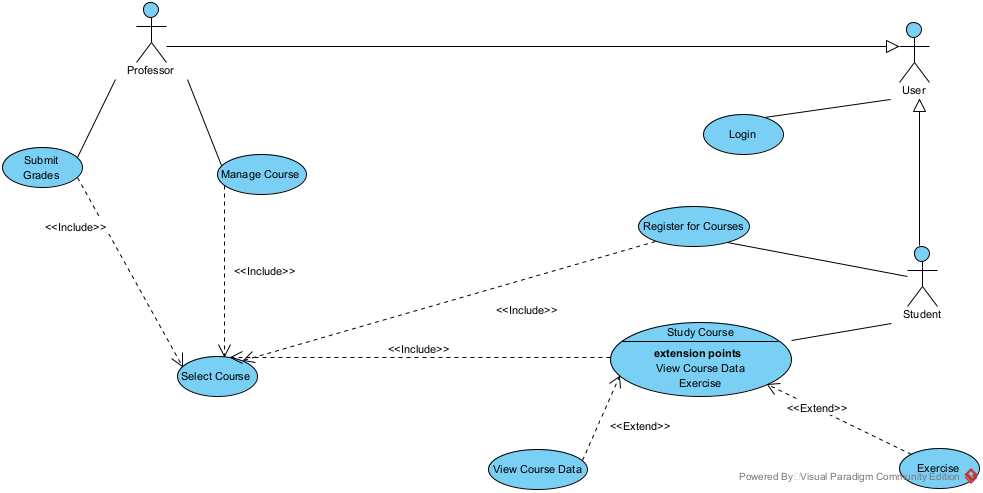 Professor
User
Login
Submit
Grades
Manage Course
<<Include>>
Register for Courses
<<Include>>
<<Include>>
Student
Study Course
extension points
View Course Data
Exercise
<<Include>>
Select Course
<<Extend>>
<<Extend>>
View Course Data
Exercise
Powered By Visual Paradigm Community Edition